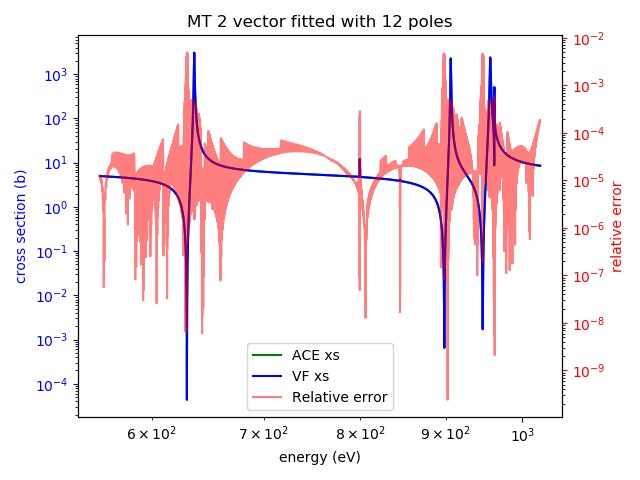 MT 2 vector fitted with 12 poles
cross section (b)
10³
10²
10¹
10⁰
10⁻¹
10⁻²
10⁻³
10⁻⁴
10⁻²
10⁻³
10⁻⁴
10⁻⁵
10⁻⁶
10⁻⁷
10⁻⁸
10⁻⁹
relative error
ACE xs
VF xs
Relative error
6 × 10² 7 × 10² 8 × 10² 9 × 10² 10³
energy (eV)